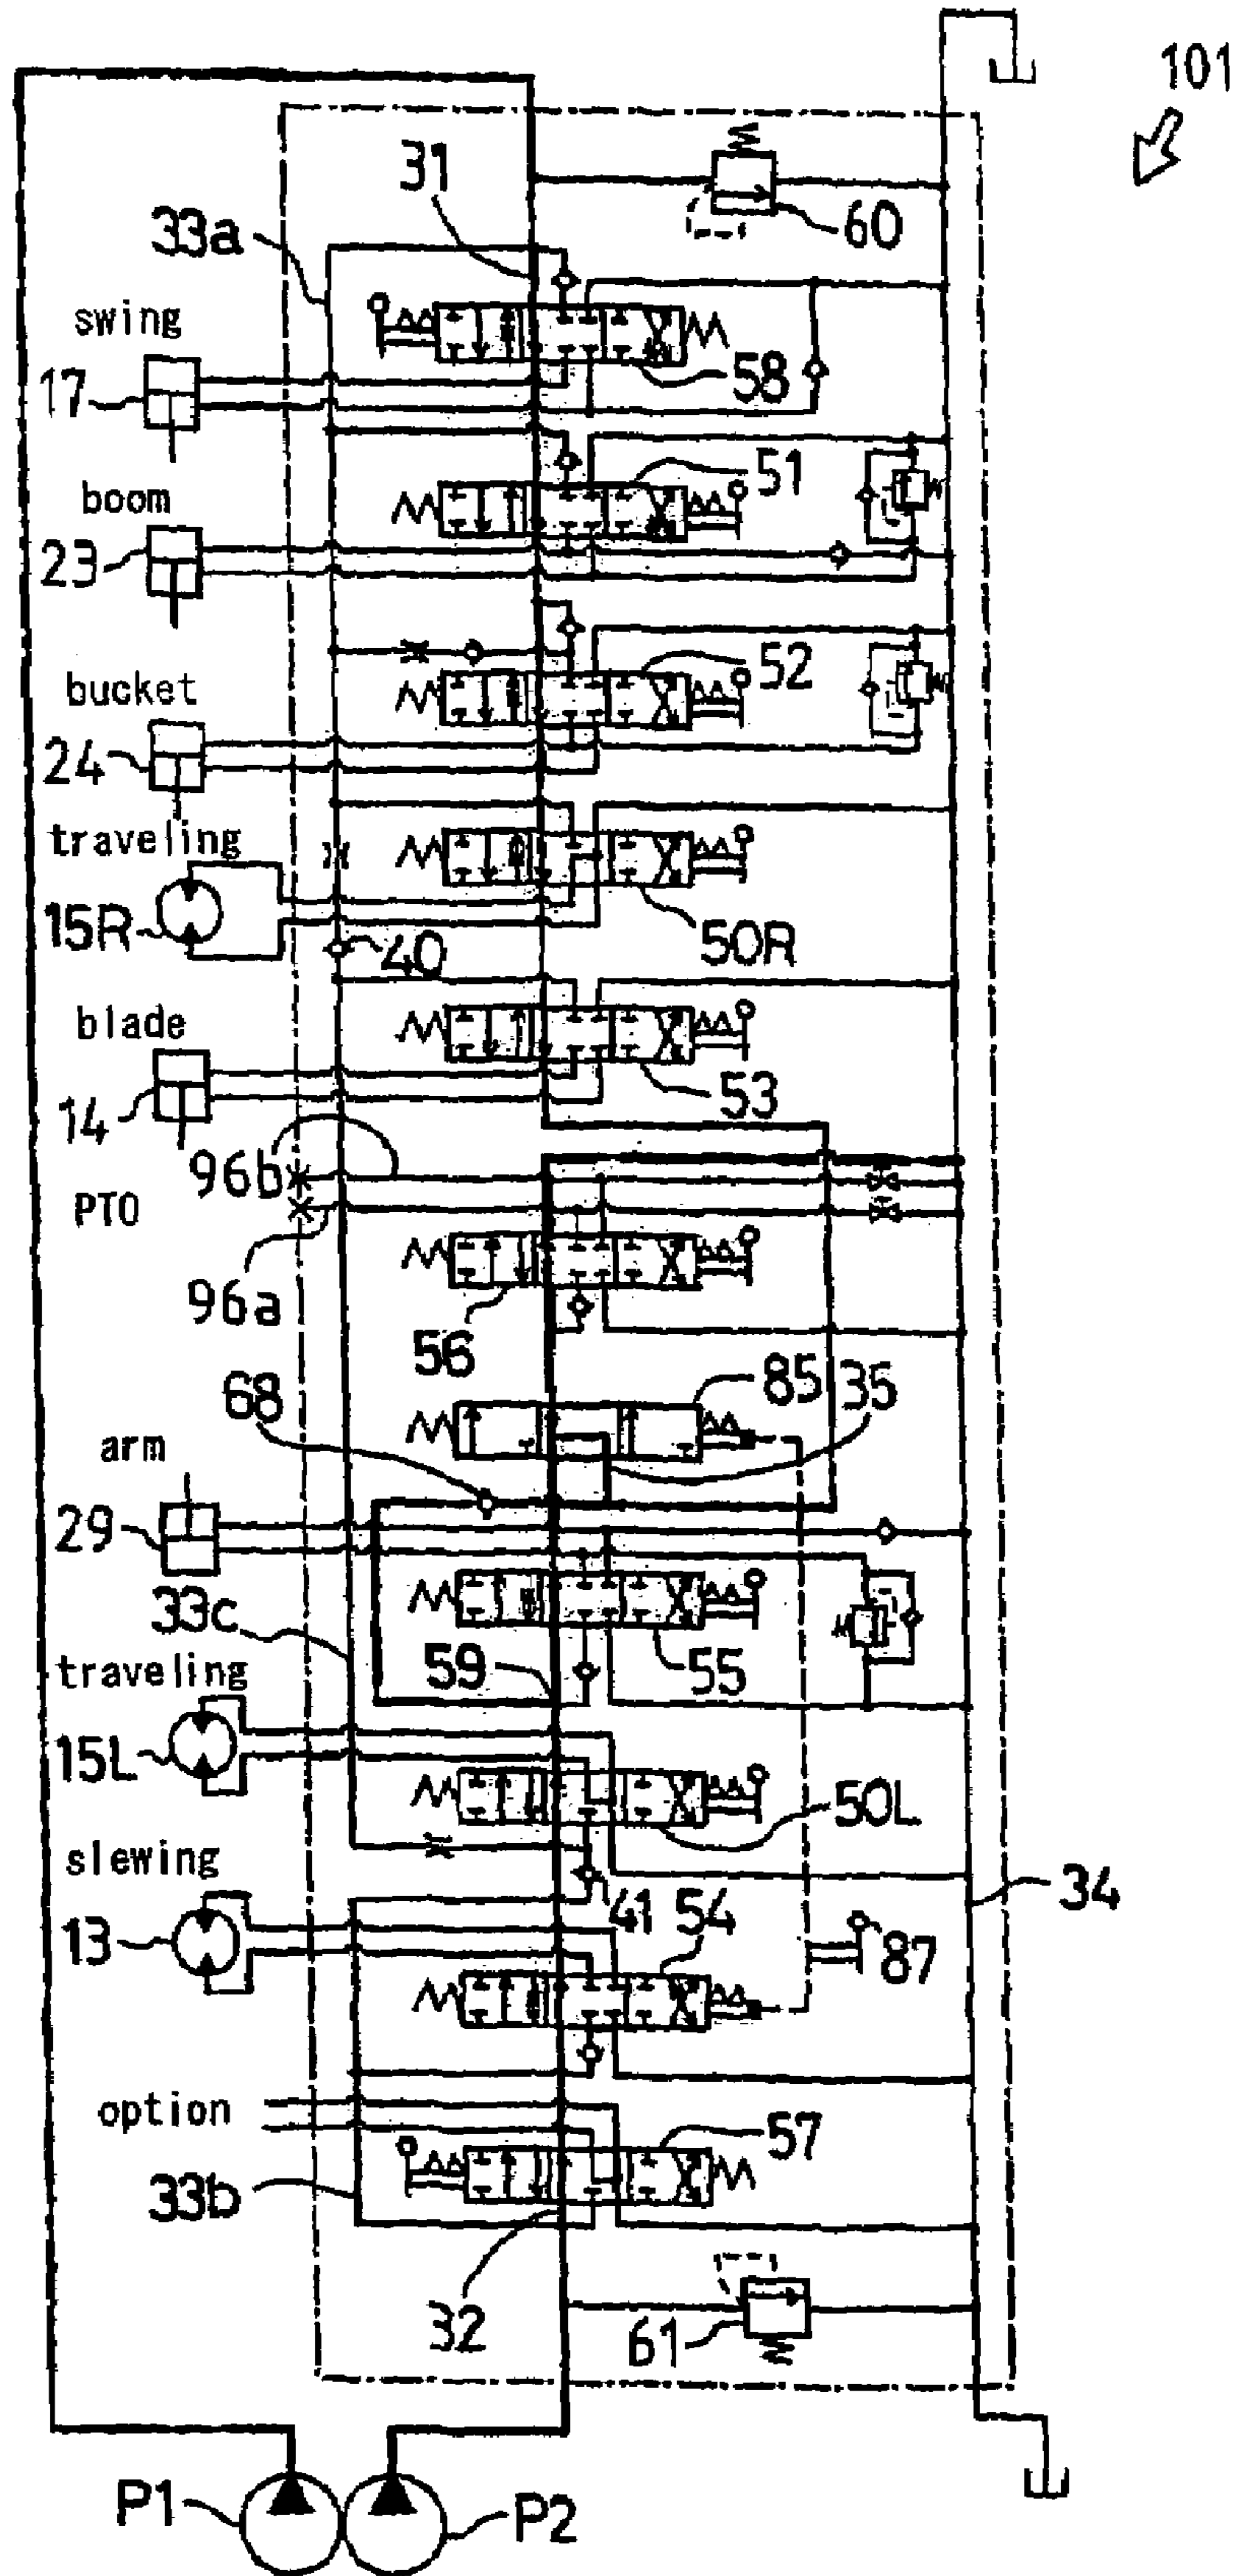 101
31
60
33a
swing
17
58
51
boom
23
52
bucket
24
traveling
15R
50R
40
blade
14
53
96b
PTO
96a
56
85
35
68
arm
29
33c
55
59
traveling
15L
50L
slewing
41
54
34
13
87
option
57
33b
32
61
P1
P2